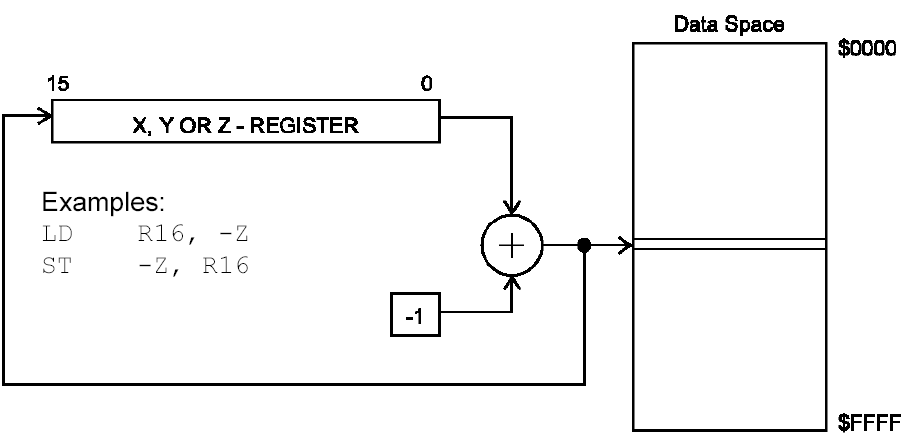 Data Space
$0000
15 0
X, Y OR Z - REGISTER
Examples:
LD R16, -Z
ST -Z, R16
+
-1
$FFFF